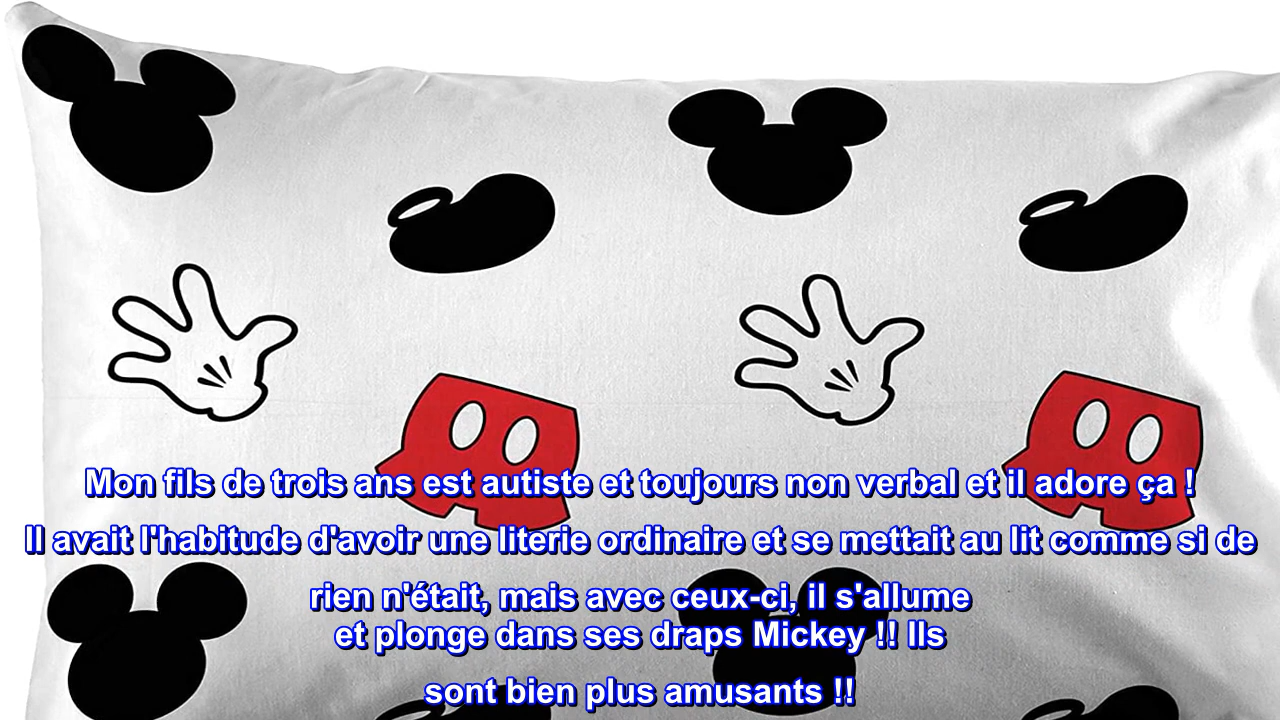 Mon fils de trois ans est autiste et toujours non verbal et il adore ça !
Il avait l'habitude d'avoir une literie ordinaire et se mettait au lit comme si de
rien n'était, mais avec ceux-ci, il s'allume
et plonge dans ses draps Mickey !! Ils
sont bien plus amusants !!